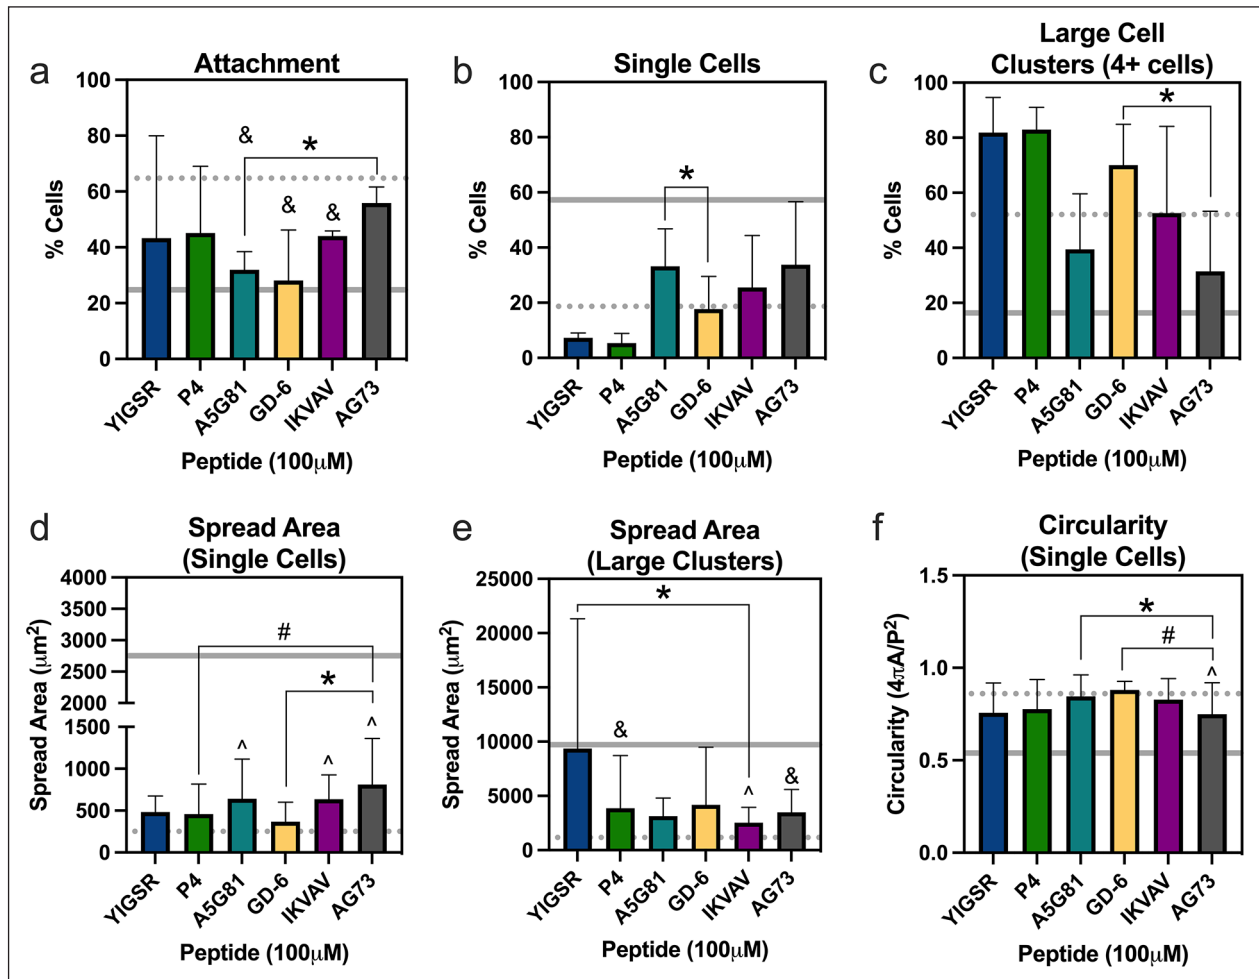 a
Attachment
100
80
60
40
20
0
% Cells
&
*
&
&
YIGSR
P4
A5G81
GD-6
IKVAV
AG73
Peptide (100μM)
b
Single Cells
100
80
60
40
20
0
% Cells
*
YIGSR
P4
A5G81
GD-6
IKVAV
AG73
Peptide (100μM)
c
Large Cell
Clusters (4+ cells)
100
80
60
40
20
0
% Cells
*
YIGSR
P4
A5G81
GD-6
IKVAV
AG73
Peptide (100μM)
d
Spread Area
(Single Cells)
4000
3500
3000
2500
2000
1500
1000
500
0
Spread Area (μm²)
#
*
^
^
^
YIGSR
P4
A5G81
GD-6
IKVAV
AG73
Peptide (100μM)
e
Spread Area
(Large Clusters)
25000
20000
15000
10000
5000
0
Spread Area (μm²)
*
&
^
&
YIGSR
P4
A5G81
GD-6
IKVAV
AG73
Peptide (100μM)
f
Circularity
(Single Cells)
1.5
1.0
0.5
0.0
Circularity (4πA/P²)
*
#
^
YIGSR
P4
A5G81
GD-6
IKVAV
AG73
Peptide (100μM)